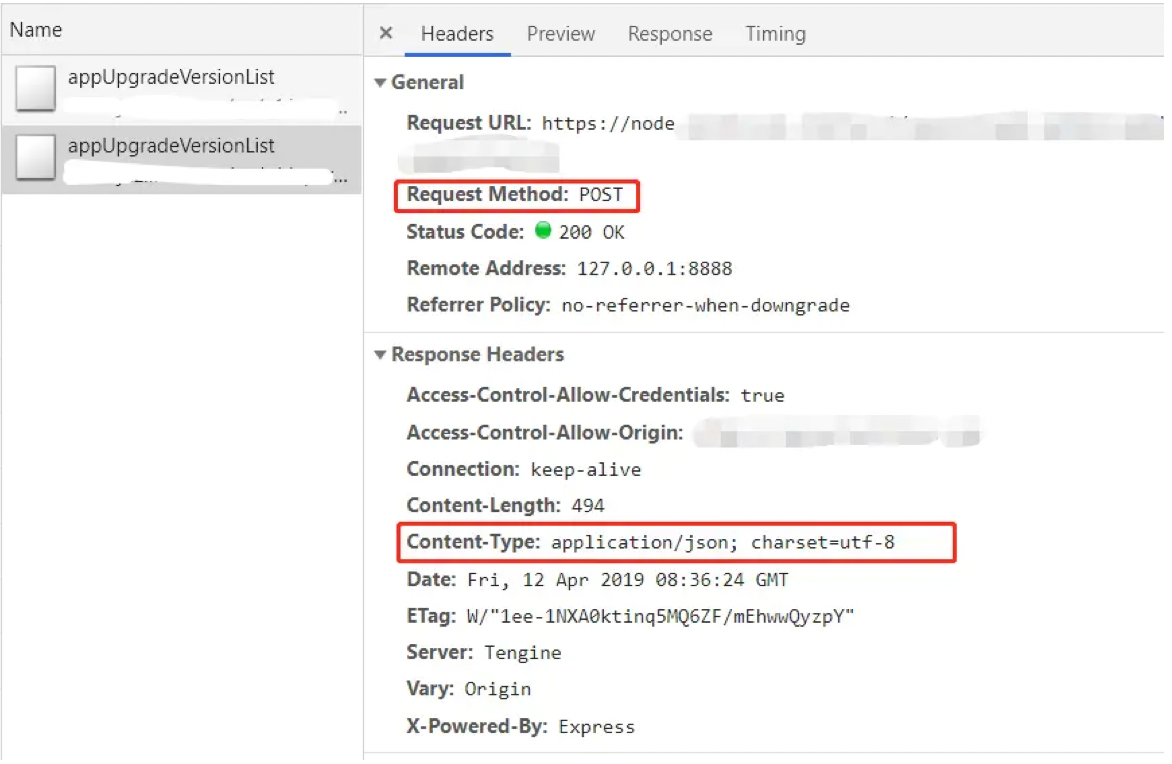 Name
appUpgradeVersionList
appUpgradeVersionList
× Headers Preview Response Timing
▼ General
Request URL: https://node
Request Method: POST
Status Code: 200 OK
Remote Address: 127.0.0.1:8888
Referrer Policy: no-referrer-when-downgrade
▼ Response Headers
Access-Control-Allow-Credentials: true
Access-Control-Allow-Origin:
Connection: keep-alive
Content-Length: 494
Content-Type: application/json; charset=utf-8
Date: Fri, 12 Apr 2019 08:36:24 GMT
ETag: W/"1ee-1NXA0ktinq5MQ6ZF/mEhwwQyzpY"
Server: Tengine
Vary: Origin
X-Powered-By: Express